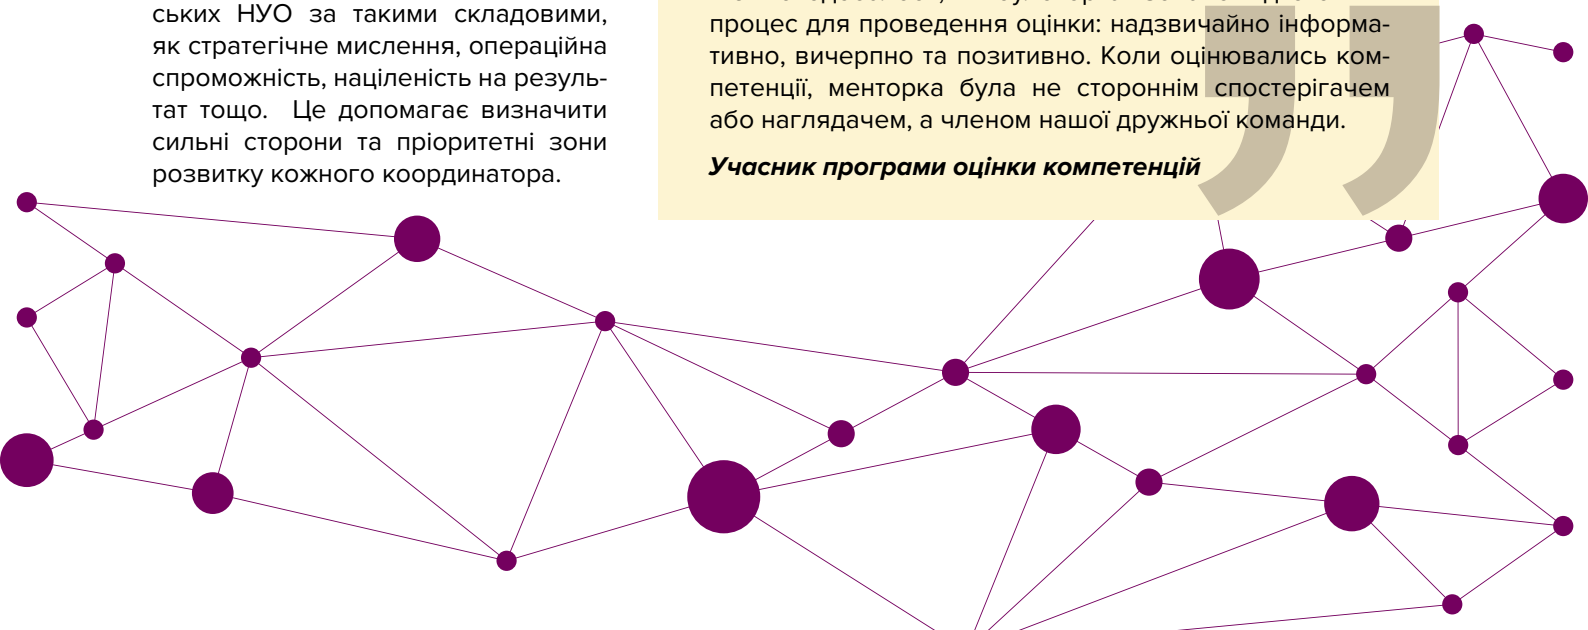 ських НУО за такими складовими,
як стратегічне мислення, операційна
спроможність, націленість на резуль-
тат тощо. Це допомагає визначити
сильні сторони та пріоритетні зони
розвитку кожного координатора.
процес для проведення оцінки: надзвичайно інформа-
тивно, вичерпно та позитивно. Коли оцінювались ком-
петенції, менторка була не стороннім спостерігачем
або наглядачем, а членом нашої дружньої команди.
Учасник програми оцінки компетенцій
”